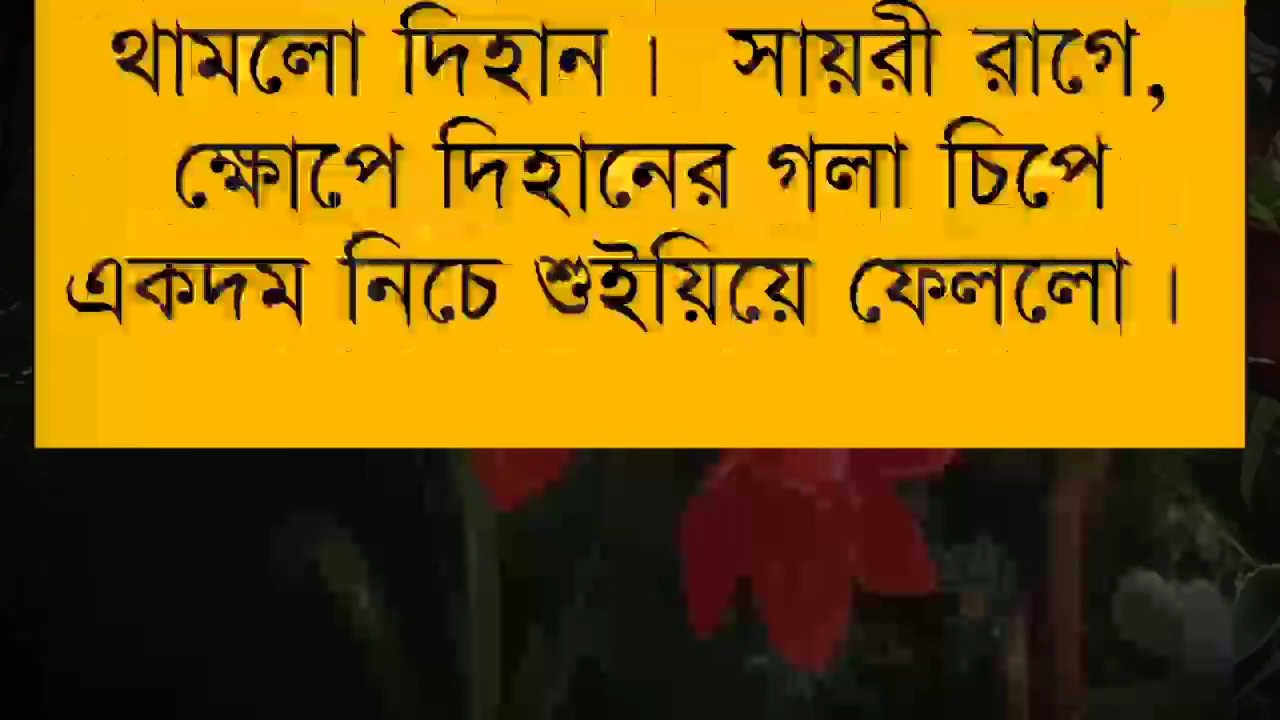 থামলো দিহান। সায়রী রাগে,
ক্ষোপে দিহানের গলা চিপে
একদম নিচে শুইয়িয়ে ফেললো।